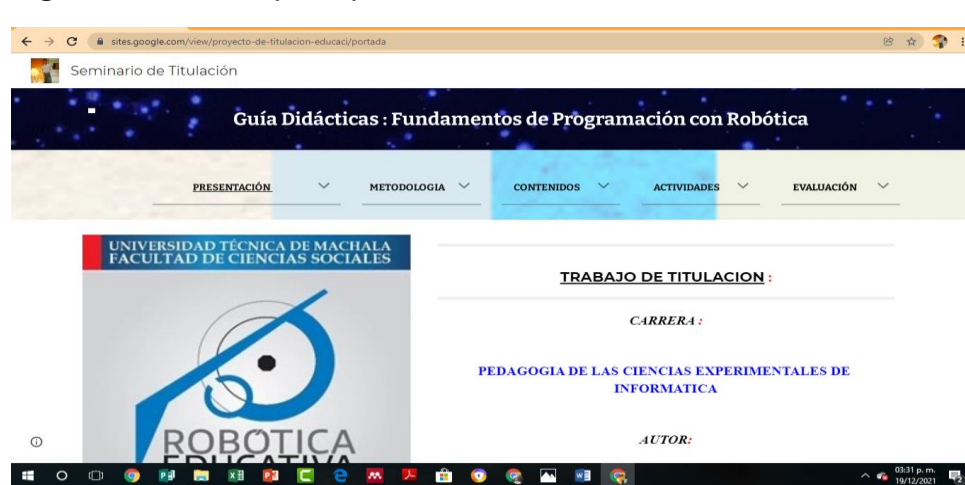 sites.google.com/view/proyecto-de-titulacion-educaci/portada
Seminario de Titulación
Guía Didácticas : Fundamentos de Programación con Robótica
PRESENTACIÓN METODOLOGIA CONTENIDOS ACTIVIDADES EVALUACIÓN
UNIVERSIDAD TÉCNICA DE MACHALA
FACULTAD DE CIENCIAS SOCIALES
ROBÓTICA
EDUCATIVA
TRABAJO DE TITULACION :
CARRERA :
PEDAGOGIA DE LAS CIENCIAS EXPERIMENTALES DE
INFORMATICA
AUTOR:
03:31 p. m.
19/12/2021